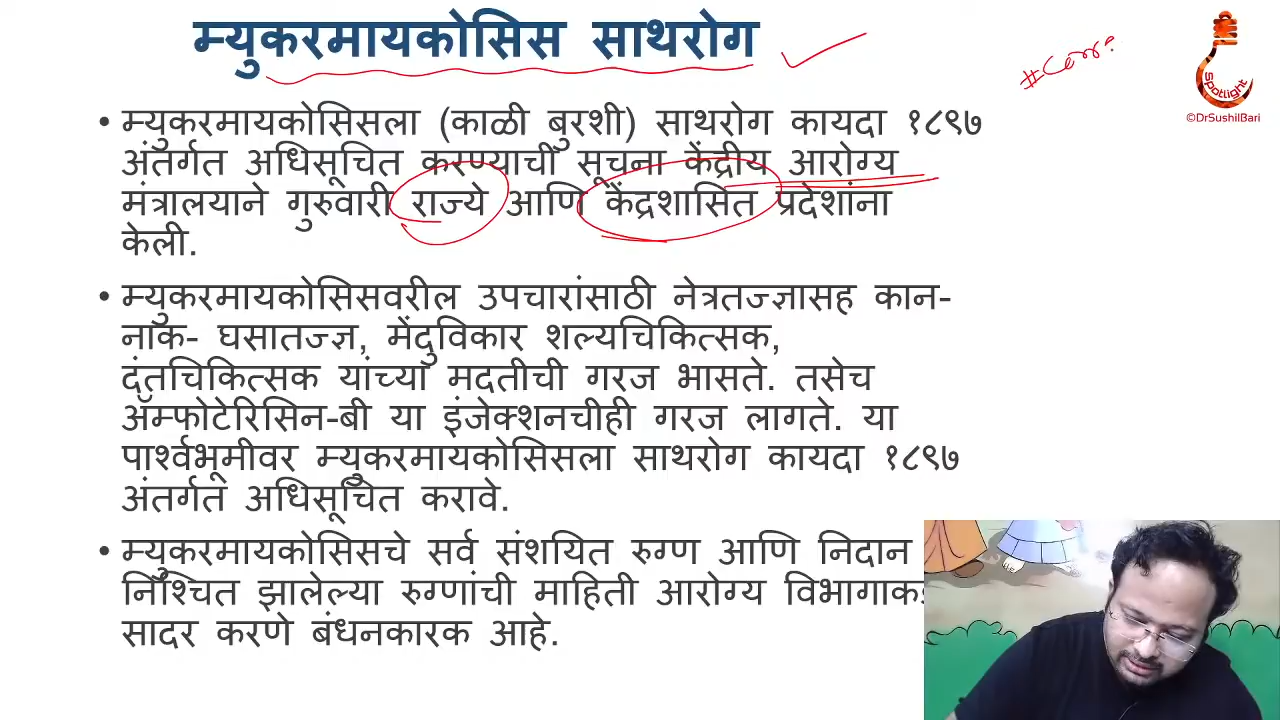 म्युकरमायकोसिस साथरोग
Spotlight
©DrSushilBari
• म्युकरमायकोसिसला (काळी बुरशी) साथरोग कायदा १८९७
अंतर्गत अधिसूचित करण्याची सूचना केंद्रीय आरोग्य
मंत्रालयाने गुरुवारी राज्ये आणि केंद्रशासित प्रदेशांना
केली.
• म्युकरमायकोसिसवरील उपचारांसाठी नेत्रतज्ज्ञासह कान-
नाक- घसातज्ज्ञ, मेंदुविकार शल्यचिकित्सक,
दंतचिकित्सक यांच्या मदतीची गरज भासते. तसेच
अ‍ॅम्फोटेरिसिन-बी या इंजेक्शनचीही गरज लागते. या
पार्श्वभूमीवर म्युकरमायकोसिसला साथरोग कायदा १८९७
अंतर्गत अधिसूचित करावे.
• म्युकरमायकोसिसचे सर्व संशयित रुग्ण आणि निदान
निश्चित झालेल्या रुग्णांची माहिती आरोग्य
सादर करणे बंधनकारक आहे.